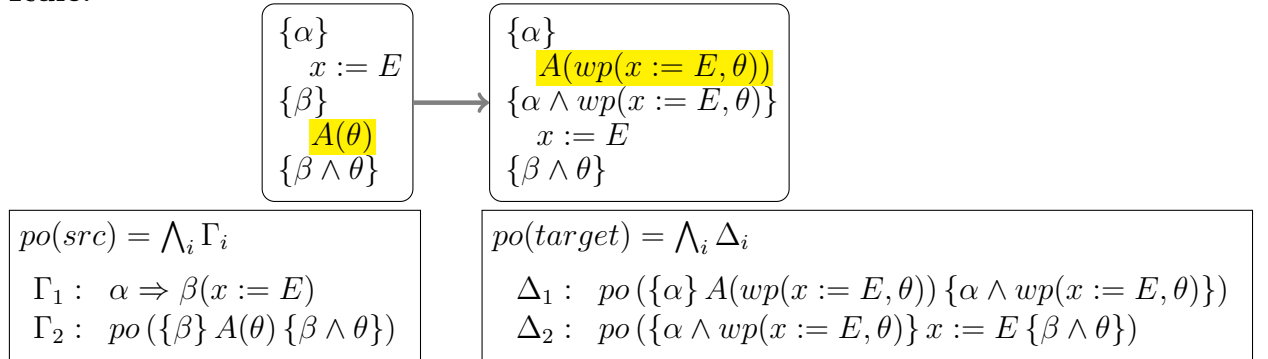 {α}
x := E
{β}
A(θ)
{β ∧ θ}
{α}
A(wp(x := E, θ))
{α ∧ wp(x := E, θ)}
x := E
{β ∧ θ}
po(src) = ⋀ᵢ Γᵢ
Γ₁ : α ⇒ β(x := E)
Γ₂ : po ({β} A(θ) {β ∧ θ})
po(target) = ⋀ᵢ Δᵢ
Δ₁ : po ({α} A(wp(x := E, θ)) {α ∧ wp(x := E, θ)})
Δ₂ : po ({α ∧ wp(x := E, θ)} x := E {β ∧ θ})